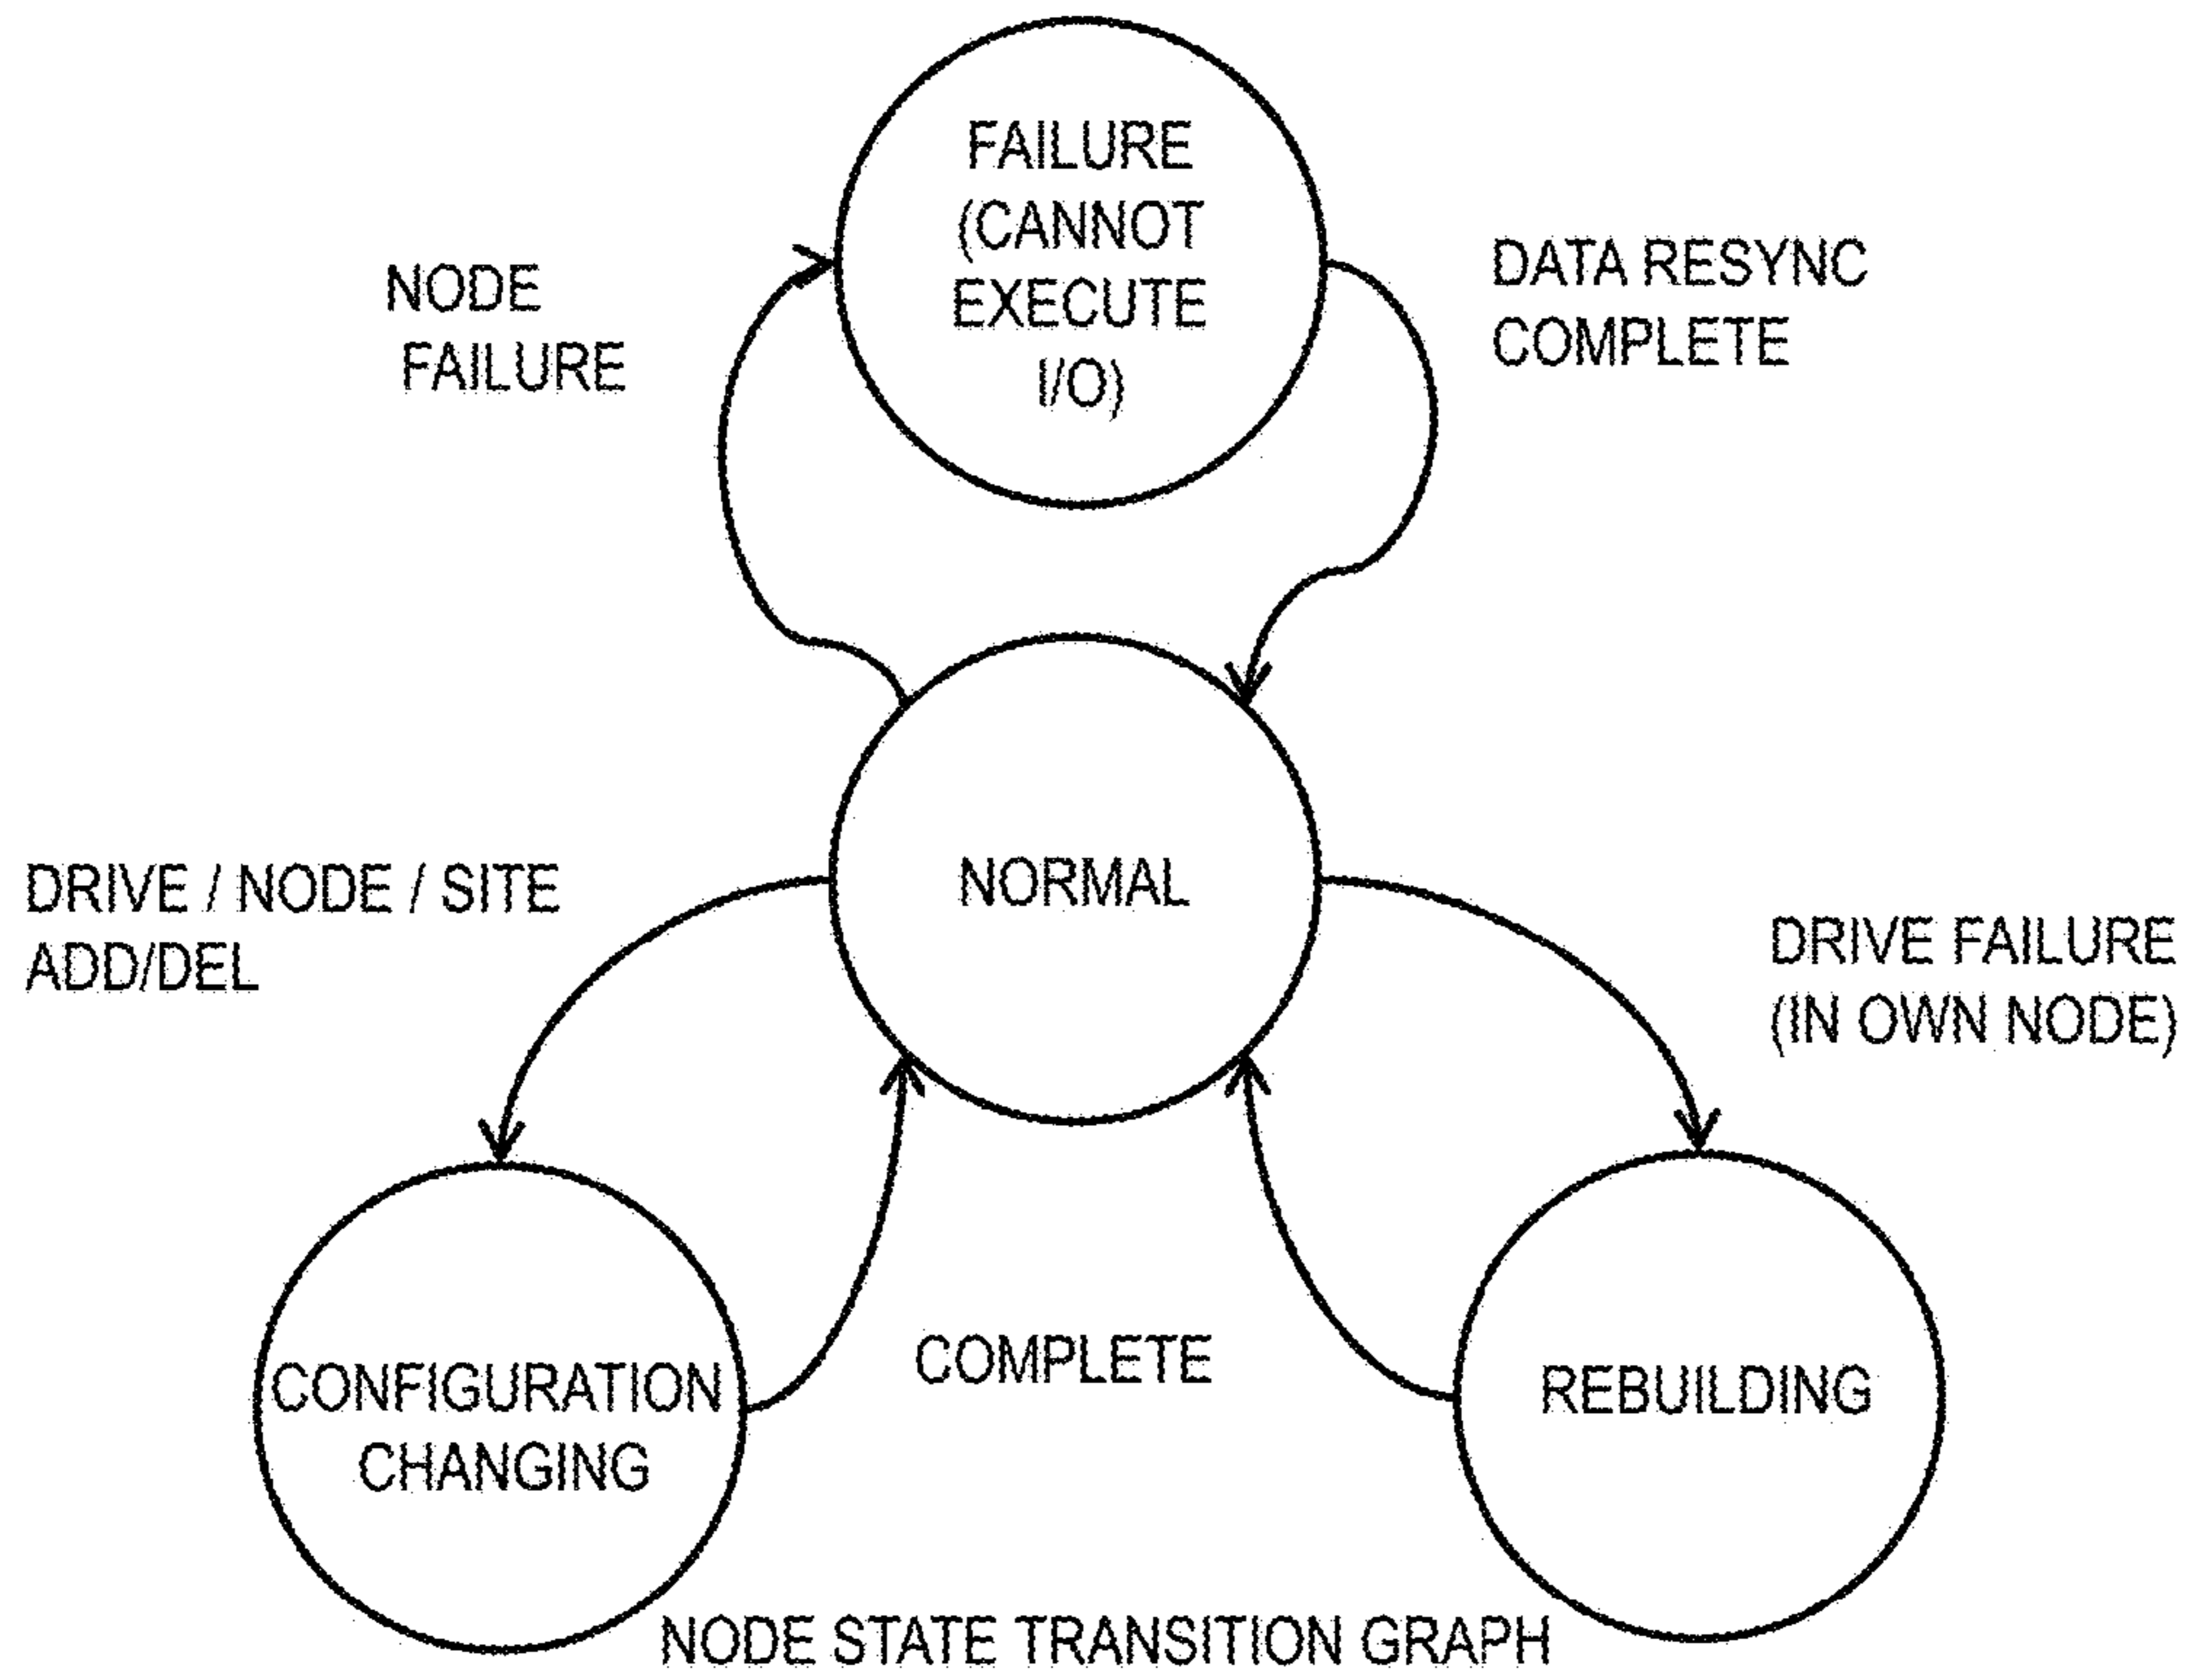 FAILURE
(CANNOT
EXECUTE
I/O)
NODE
FAILURE
DATA RESYNC
COMPLETE
NORMAL
DRIVE / NODE / SITE
ADD/DEL
DRIVE FAILURE
(IN OWN NODE)
CONFIGURATION
CHANGING
COMPLETE
REBUILDING
NODE STATE TRANSITION GRAPH